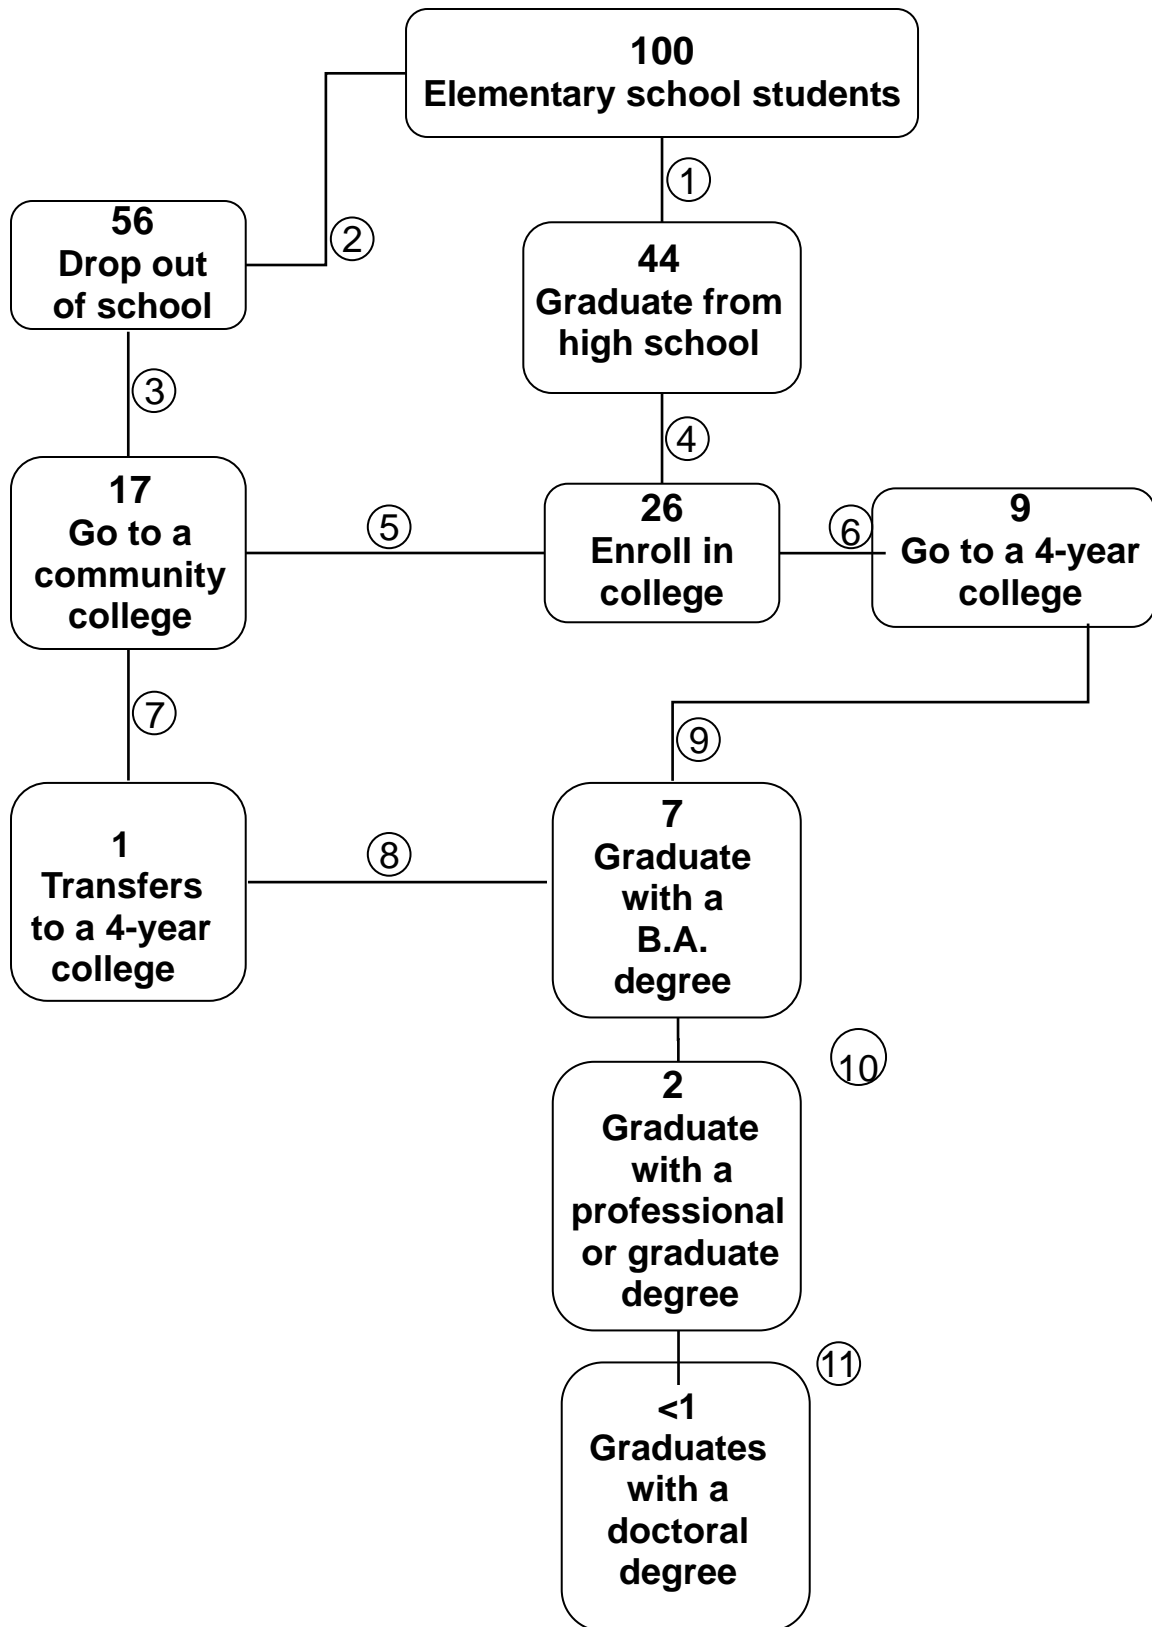 100
Elementary school students
1
56
Drop out
of school
2
44
Graduate from
high school
3
4
17
Go to a
community
college
5
26
Enroll in
college
6
9
Go to a 4-year
college
7
9
1
Transfers
to a 4-year
college
8
7
Graduate
with a
B.A.
degree
10
2
Graduate
with a
professional
or graduate
degree
11
<1
Graduates
with a
doctoral
degree